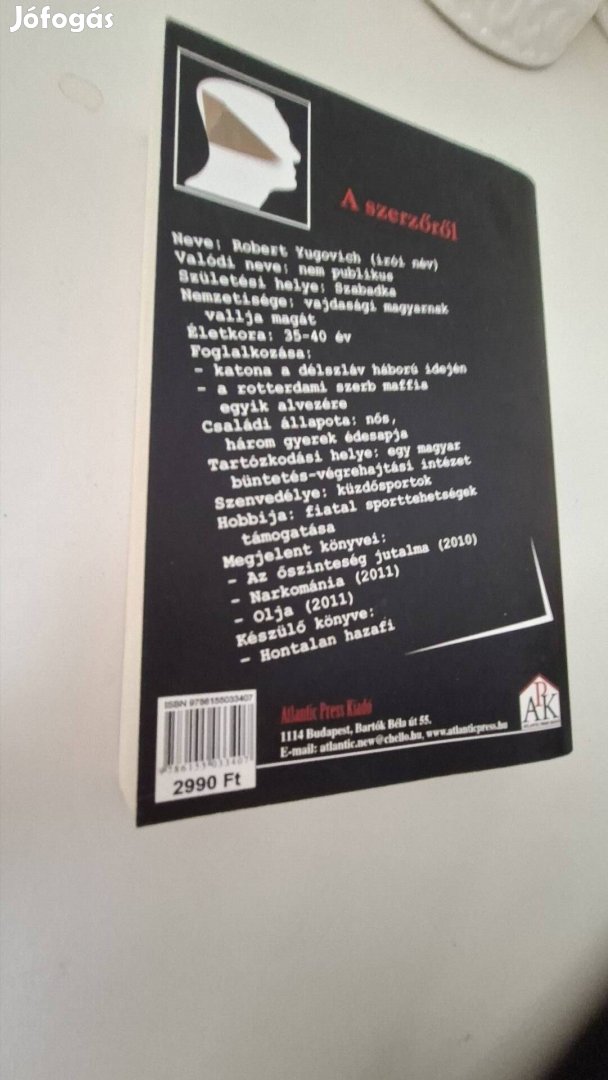 Jófogás
A szerzőről
Neve: Robert Yugovich (írói név)
Valódi neve: nem publikus
Születési helye: Szabadka
Nemzetisége: vajdasági magyarnak
vallja magát
Életkora: 35-40 év
Foglalkozása:
- katona a délszláv háború idején
- a rotterdami szerb maffia
egyik alvezére
Családi állapota: nős,
három gyerek édesapja
Tartózkodási helye: egy magyar
büntetés-végrehajtási intézet
Szenvedélye: küzdősportok
Hobbija: fiatal sporttehetségek
támogatása
Megjelent könyvei:
- Az őszinteség jutalma (2010)
- Narkománia (2011)
- Olja (2011)
Készülő könyve:
- Hontalan hazafi
ISBN 9786155033407
9786155033407
2990 Ft
Atlantic Press Kiadó
1114 Budapest, Bartók Béla út 55.
E-mail: atlantic.new@chello.hu, www.atlanticpress.hu
APK